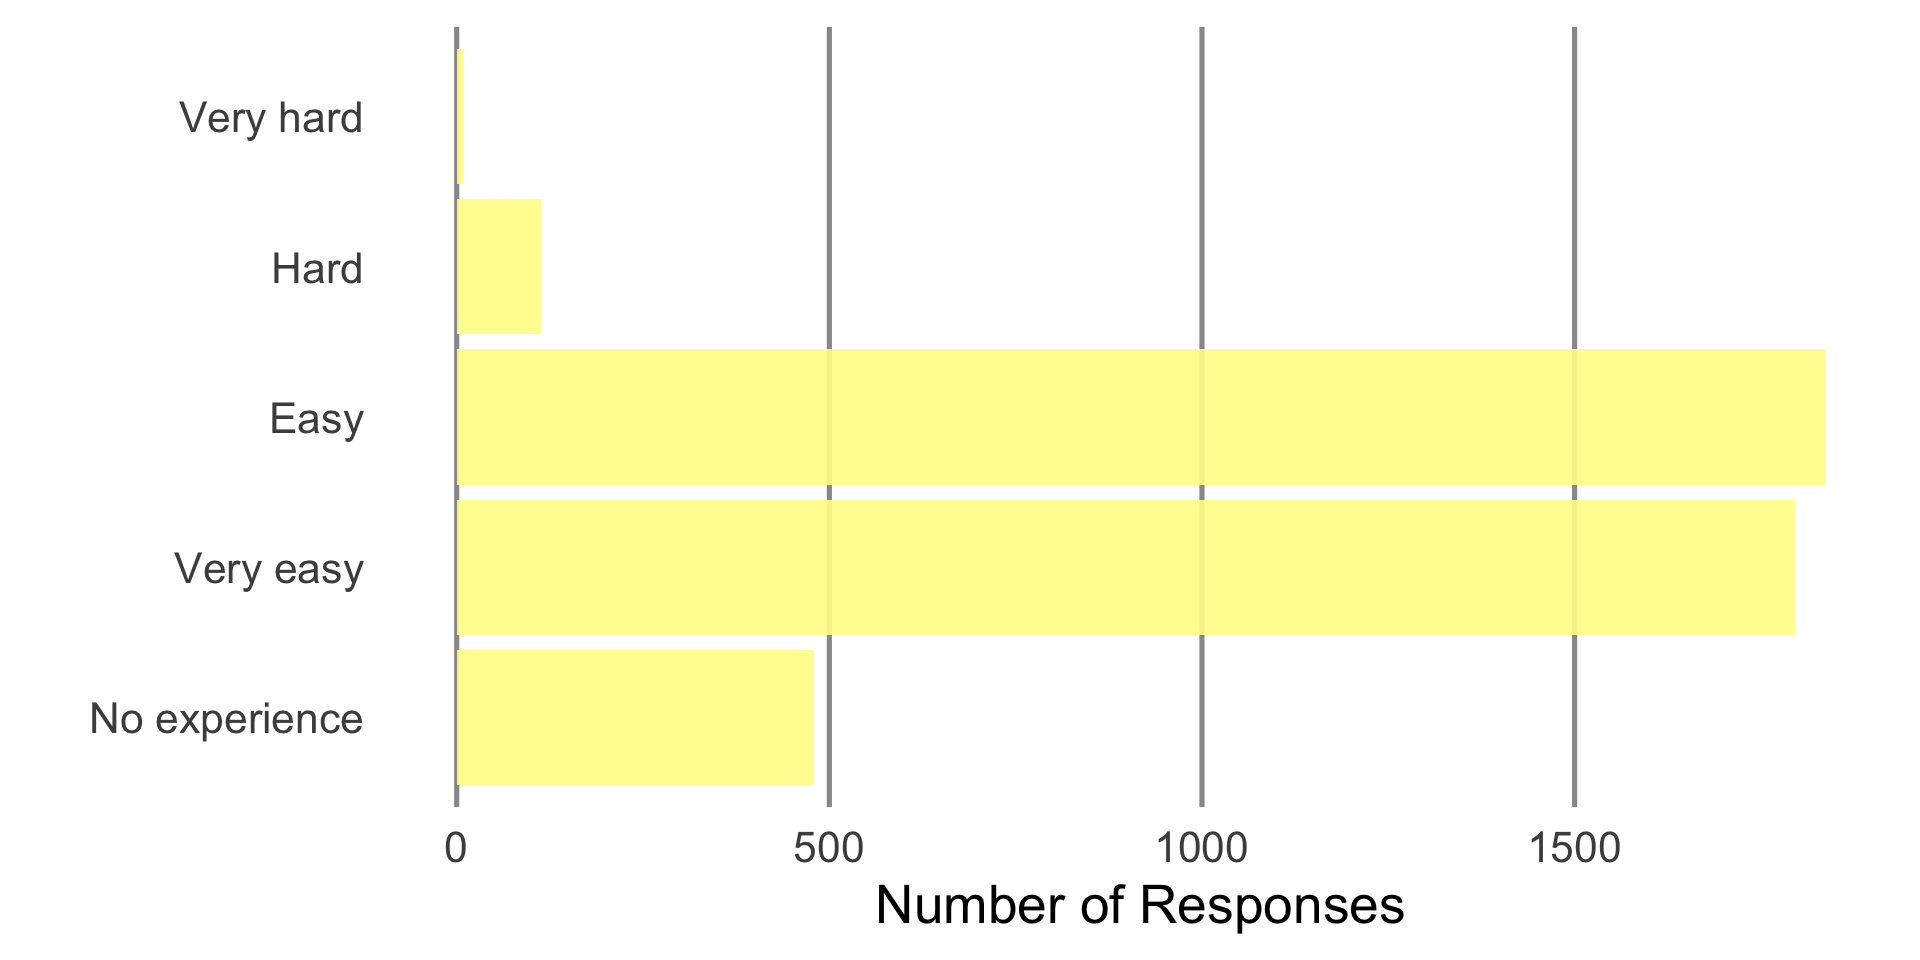 Very hard
Hard
Easy
Very easy
No experience
0 500 1000 1500
Number of Responses